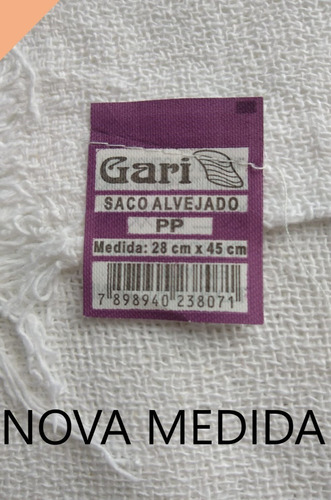 Gari
SACO ALVEJADO
PP
Medida: 28 cm x 45 cm
7 898940 238071
NOVA MEDIDA